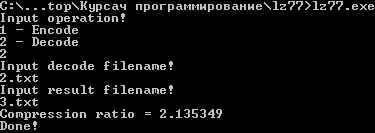 C:\...top\Курсач программирование\lz77>lz77.exe
Input operation!
1 - Encode
2 - Decode
2
Input decode filename!
2.txt
Input result filename!
3.txt
Compression ratio = 2.135349
Done!